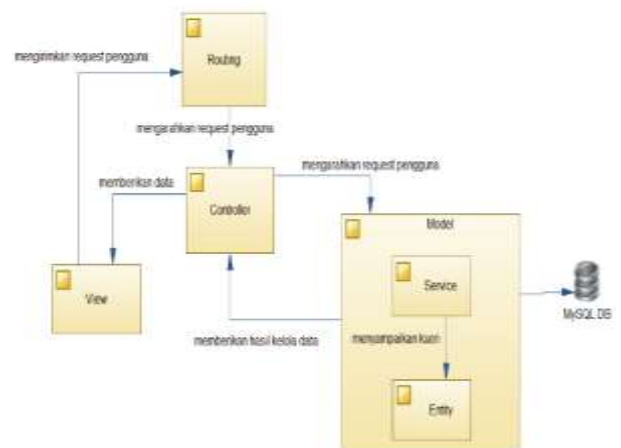 Routing
mengirimkan request pengguna
mengarahkan request pengguna
mengarahkan request pengguna
memberikan data
Controller
Model
View
Service
MySQL DB
memberikan hasil kelola data
menyampaikan kueri
Entity